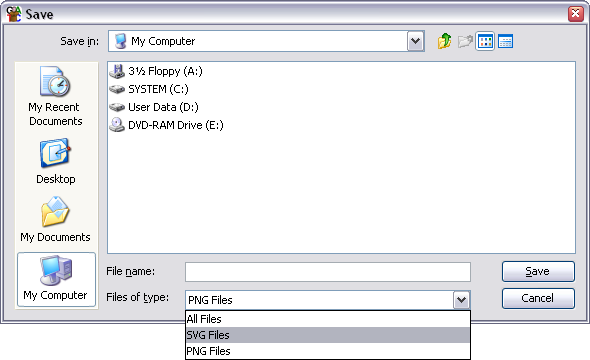 Save
Save in: My Computer
3½ Floppy (A:)
SYSTEM (C:)
User Data (D:)
DVD-RAM Drive (E:)
My Recent
Documents
Desktop
My Documents
My Computer
File name:
Save
Files of type: PNG Files
Cancel
All Files
SVG Files
PNG Files